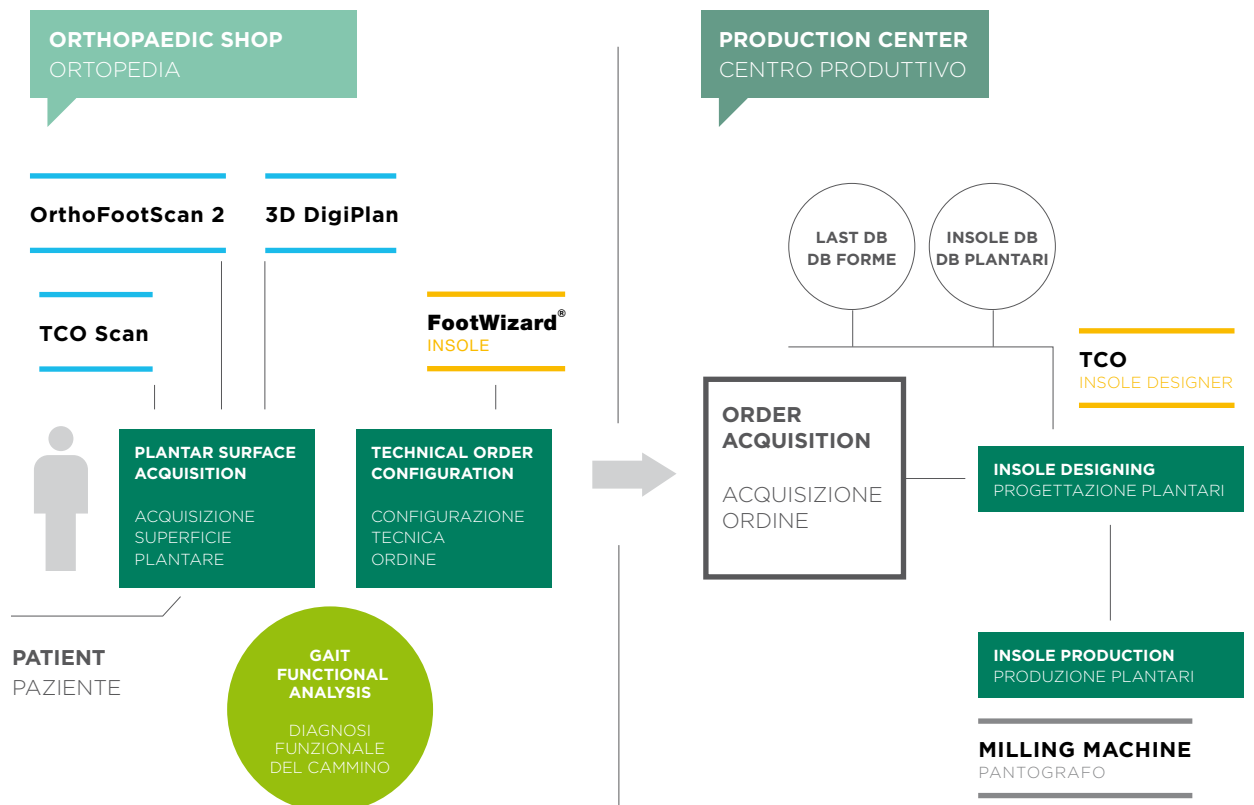 ORTHOPAEDIC SHOP
ORTOPEDIA
OrthoFootScan 2
3D DigiPlan
TCO Scan
FootWizard®
INSOLE
PLANTAR SURFACE
ACQUISITION
ACQUISIZIONE
SUPERFICIE
PLANTARE
TECHNICAL ORDER
CONFIGURATION
CONFIGURAZIONE
TECNICA
ORDINE
PATIENT
PAZIENTE
GAIT
FUNCTIONAL
ANALYSIS
DIAGNOSI
FUNZIONALE
DEL CAMMINO
PRODUCTION CENTER
CENTRO PRODUTTIVO
LAST DB
DB FORME
INSOLE DB
DB PLANTARI
TCO
INSOLE DESIGNER
ORDER
ACQUISITION
ACQUISIZIONE
ORDINE
INSOLE DESIGNING
PROGETTAZIONE PLANTARI
INSOLE PRODUCTION
PRODUZIONE PLANTARI
MILLING MACHINE
PANTOGRAFO